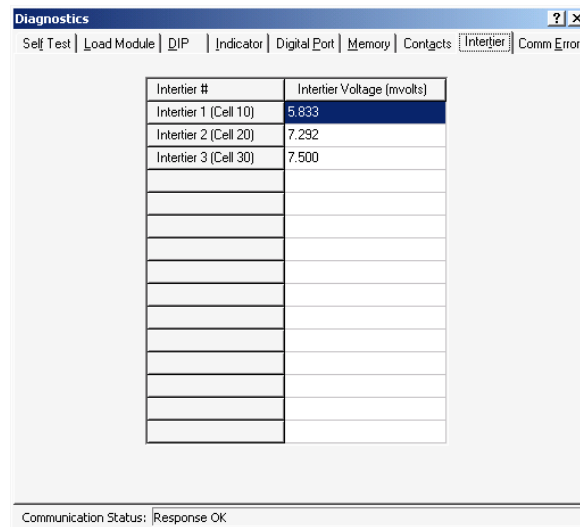 Diagnostics ? X
Self Test Load Module DIP Indicator Digital Port Memory Contacts Intertier Comm Error
Intertier # Intertier Voltage (mvolts)
Intertier 1 (Cell 10) 5.833
Intertier 2 (Cell 20) 7.292
Intertier 3 (Cell 30) 7.500
Communication Status: Response OK